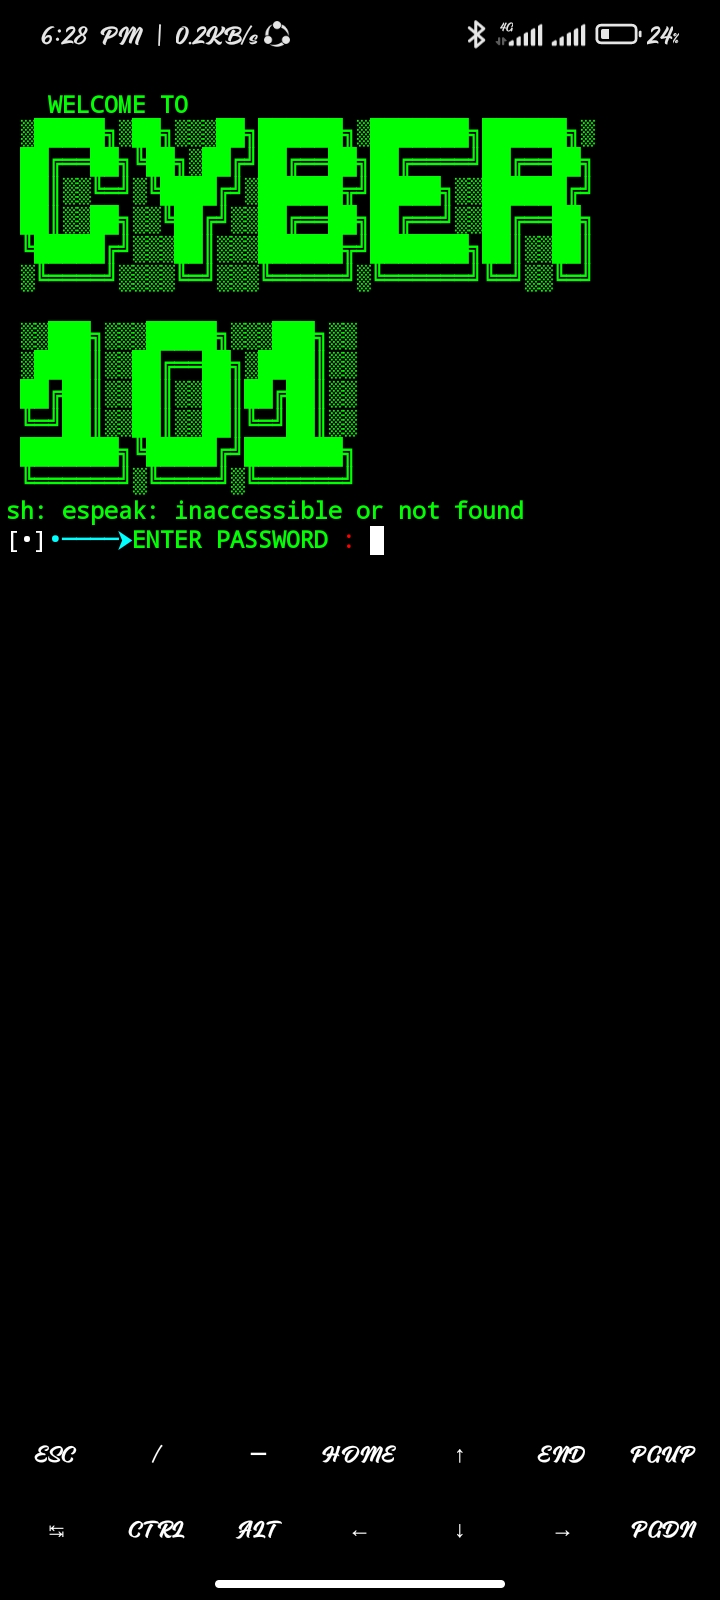 6:28 PM | 0.2KB/s 4G 24%
WELCOME TO
CYBER
101
sh: espeak: inaccessible or not found
[•]•────➤ENTER PASSWORD :
ESC / — HOME ↑ END PGUP
↹ CTRL ALT ← ↓ → PGDN